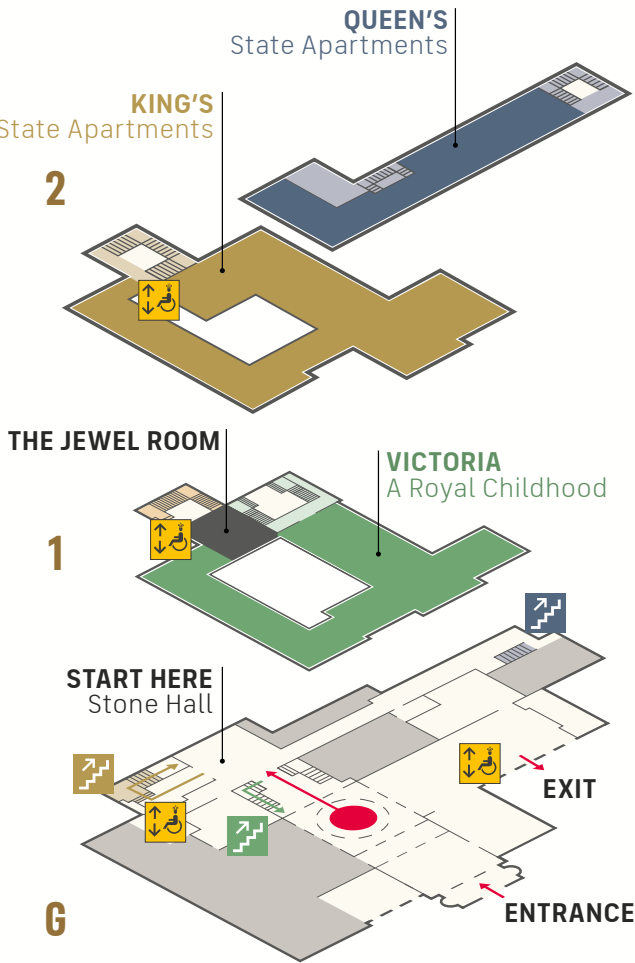 QUEEN'S
State Apartments
KING'S
State Apartments
2
THE JEWEL ROOM
VICTORIA
A Royal Childhood
1
START HERE
Stone Hall
EXIT
G
ENTRANCE